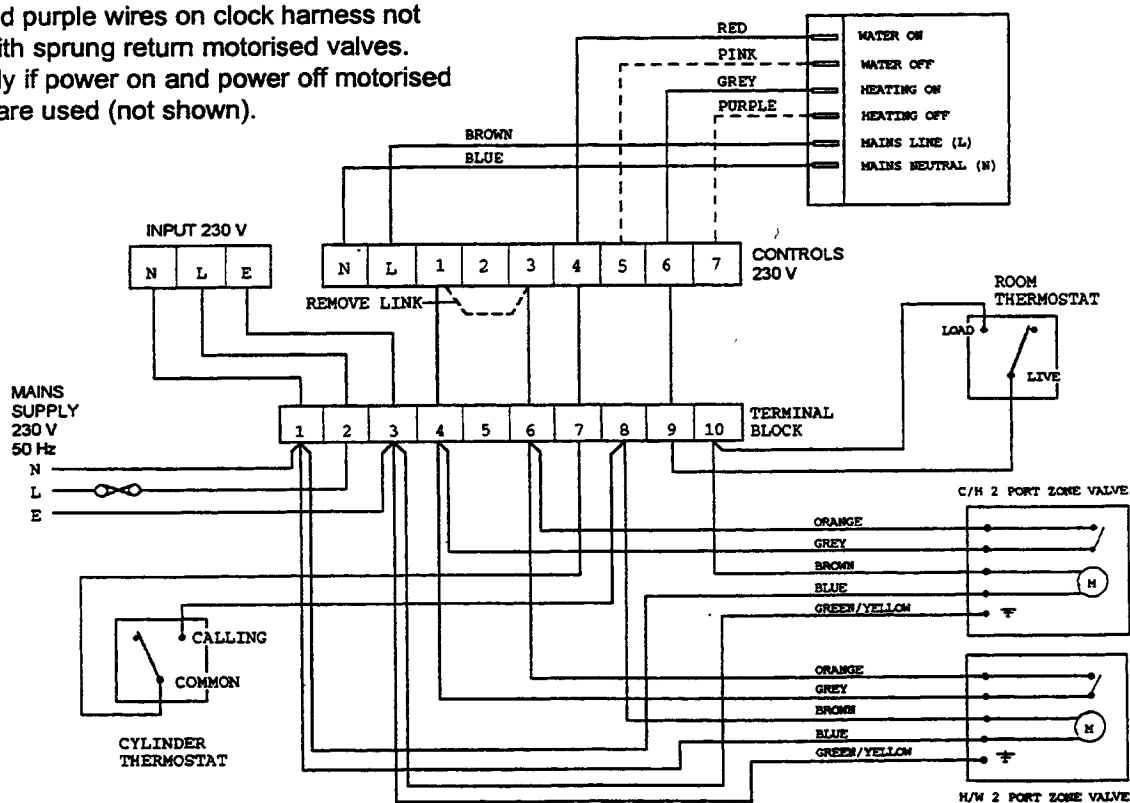 d purple wires on clock harness not
ith sprung return motorised valves.
ly if power on and power off motorised
are used (not shown).
RED
WATER ON
PINK
WATER OFF
GREY
HEATING ON
PURPLE
HEATING OFF
BROWN
MAINS LINE (L)
BLUE
MAINS NEUTRAL (N)
INPUT 230 V
N L E
N L 1 2 3 4 5 6 7
CONTROLS
230 V
REMOVE LINK
ROOM
THERMOSTAT
LOAD
LIVE
MAINS
SUPPLY
230 V
50 Hz
N
L
E
1 2 3 4 5 6 7 8 9 10
TERMINAL
BLOCK
C/H 2 PORT ZONE VALVE
ORANGE
GREY
BROWN
BLUE
GREEN/YELLOW
M
CALLING
COMMON
CYLINDER
THERMOSTAT
ORANGE
GREY
BROWN
BLUE
GREEN/YELLOW
M
H/W 2 PORT ZONE VALVE